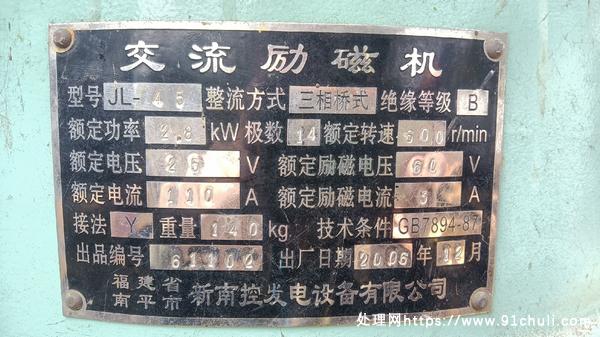 交流励磁机
型号 JL-45 整流方式 三相桥式 绝缘等级 B
额定功率 2.8 kW 极数 14 额定转速 600 r/min
额定电压 26 V 额定励磁电压 60 V
额定电流 110 A 额定励磁电流 3 A
接法 Y 重量 140 kg 技术条件 GB7894-87
出品编号 61102 出厂日期 2006 年 12 月
福建省南平市 新南控发电设备有限公司
处理网https://www.91chuli.com/